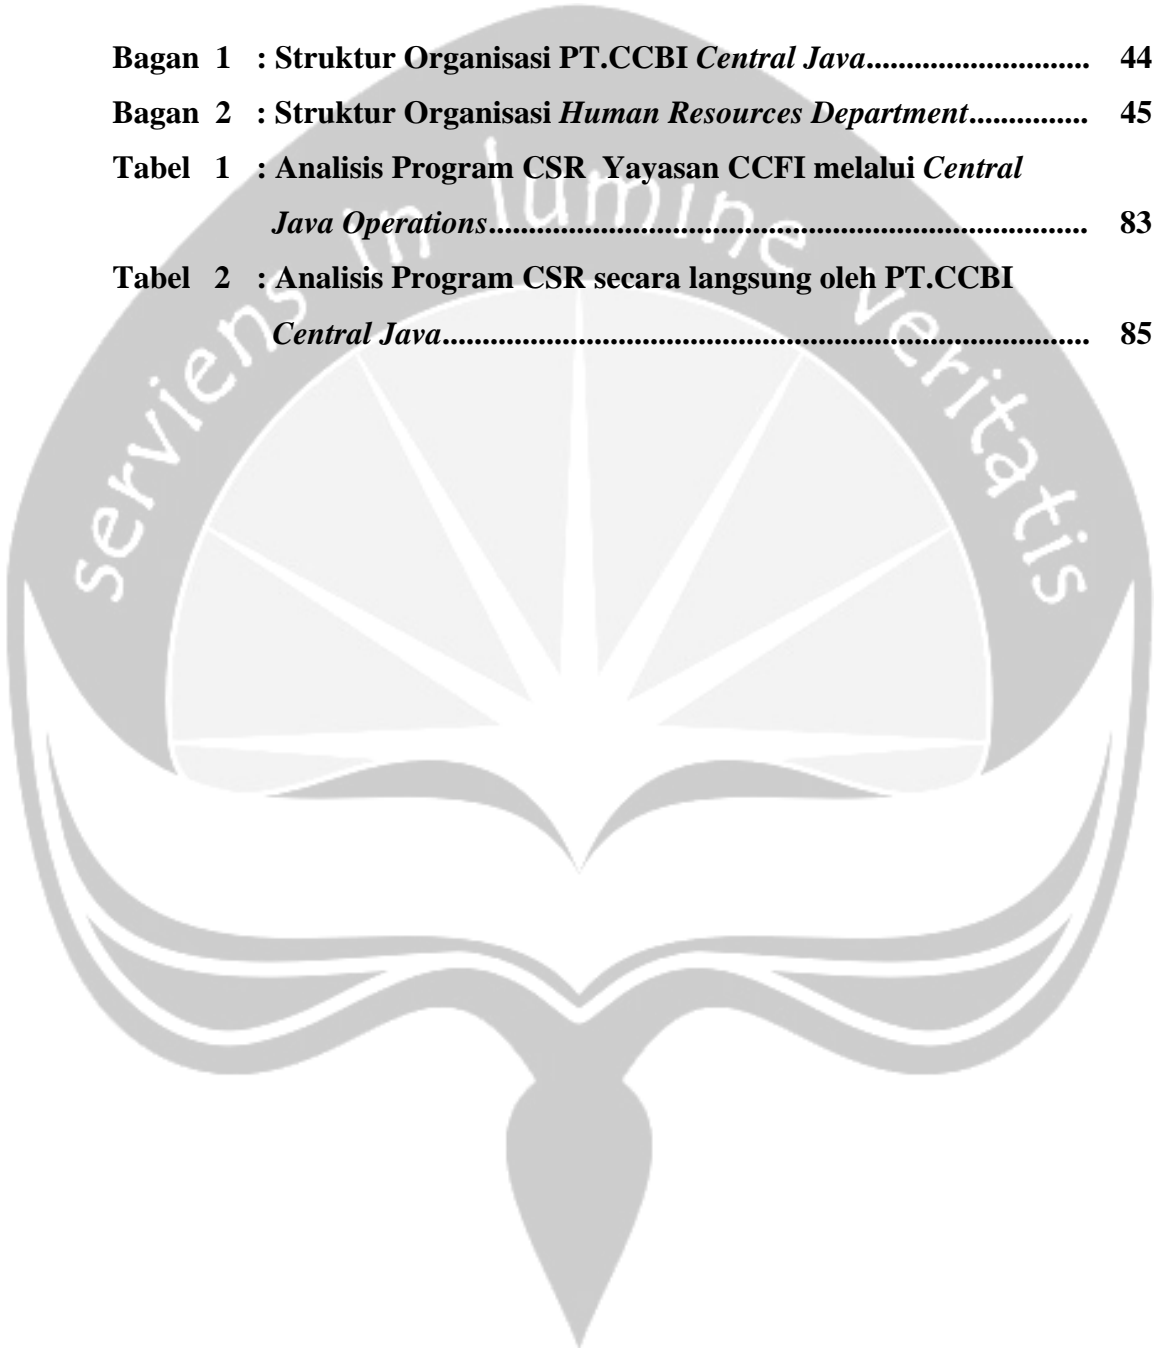 Bagan 1 : Struktur Organisasi PT.CCBI Central Java............................ 44
Bagan 2 : Struktur Organisasi Human Resources Department............... 45
Tabel 1 : Analisis Program CSR Yayasan CCFI melalui Central
Java Operations........................................................................... 83
Tabel 2 : Analisis Program CSR secara langsung oleh PT.CCBI
Central Java................................................................................. 85
serviens in lumine veritatis